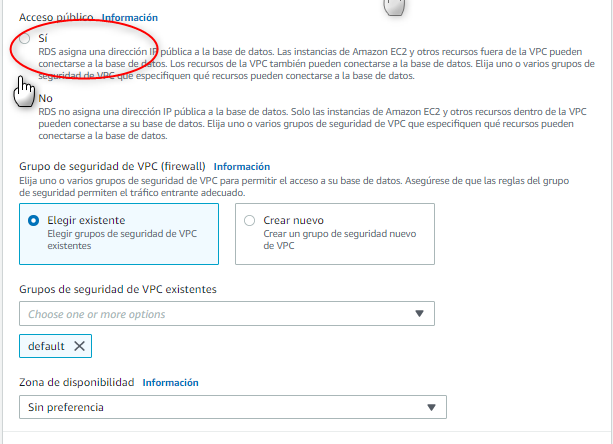 Acceso público Información
Sí
RDS asigna una dirección IP pública a la base de datos. Las instancias de Amazon EC2 y otros recursos fuera de la VPC pueden
conectarse a la base de datos. Los recursos de la VPC también pueden conectarse a la base de datos. Elija uno o varios grupos de
seguridad de VPC que especifiquen qué recursos pueden conectarse a la base de datos.
No
RDS no asigna una dirección IP pública a la base de datos. Solo las instancias de Amazon EC2 y otros recursos dentro de la VPC
pueden conectarse a su base de datos. Elija uno o varios grupos de seguridad de VPC que especifiquen qué recursos pueden
conectarse a la base de datos.
Grupo de seguridad de VPC (firewall) Información
Elija uno o varios grupos de seguridad de VPC para permitir el acceso a su base de datos. Asegúrese de que las reglas del grupo
de seguridad permiten el tráfico entrante adecuado.
Elegir existente
Elegir grupos de seguridad de VPC
existentes
Crear nuevo
Crear un grupo de seguridad nuevo
de VPC
Grupos de seguridad de VPC existentes
Choose one or more options
default
Zona de disponibilidad Información
Sin preferencia